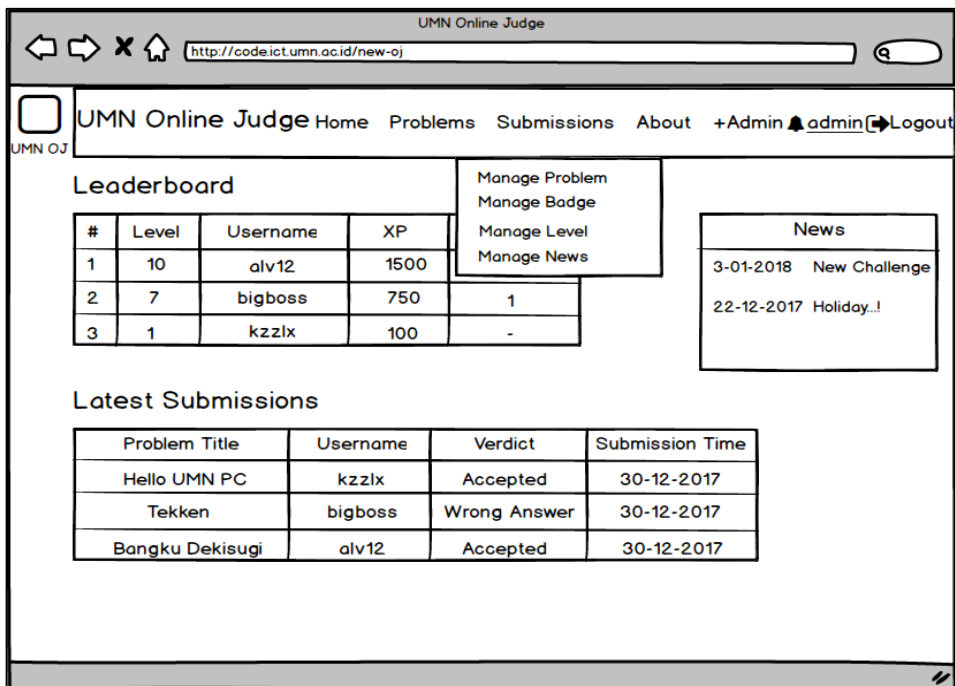 UMN Online Judge
http://code.ict.umn.ac.id/new-oj
UMN OJ
UMN Online Judge Home Problems Submissions About +Admin admin Logout
Manage Problem
Manage Badge
Manage Level
Manage News
Leaderboard
# Level Username XP
1 10 alv12 1500
2 7 bigboss 750 1
3 1 kzzlx 100 -
News
3-01-2018 New Challenge
22-12-2017 Holiday...!
Latest Submissions
Problem Title Username Verdict Submission Time
Hello UMN PC kzzlx Accepted 30-12-2017
Tekken bigboss Wrong Answer 30-12-2017
Bangku Dekisugi alv12 Accepted 30-12-2017